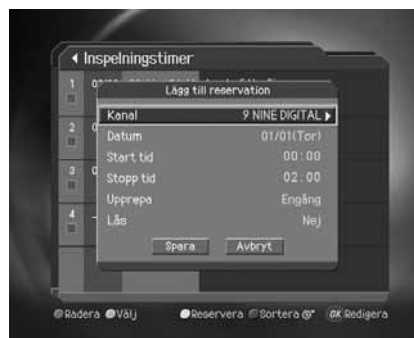 Inspelningstimer
1
Lägg till reservation
Kanal 9 NINE DIGITAL
2
Datum 01/01(Tor)
Start tid 00:00
3
Stopp tid 02:00
Upprepa Engång
4
Lås Nej
Spara Avbryt
Radera Välj Reservera Sortera OK Redigera